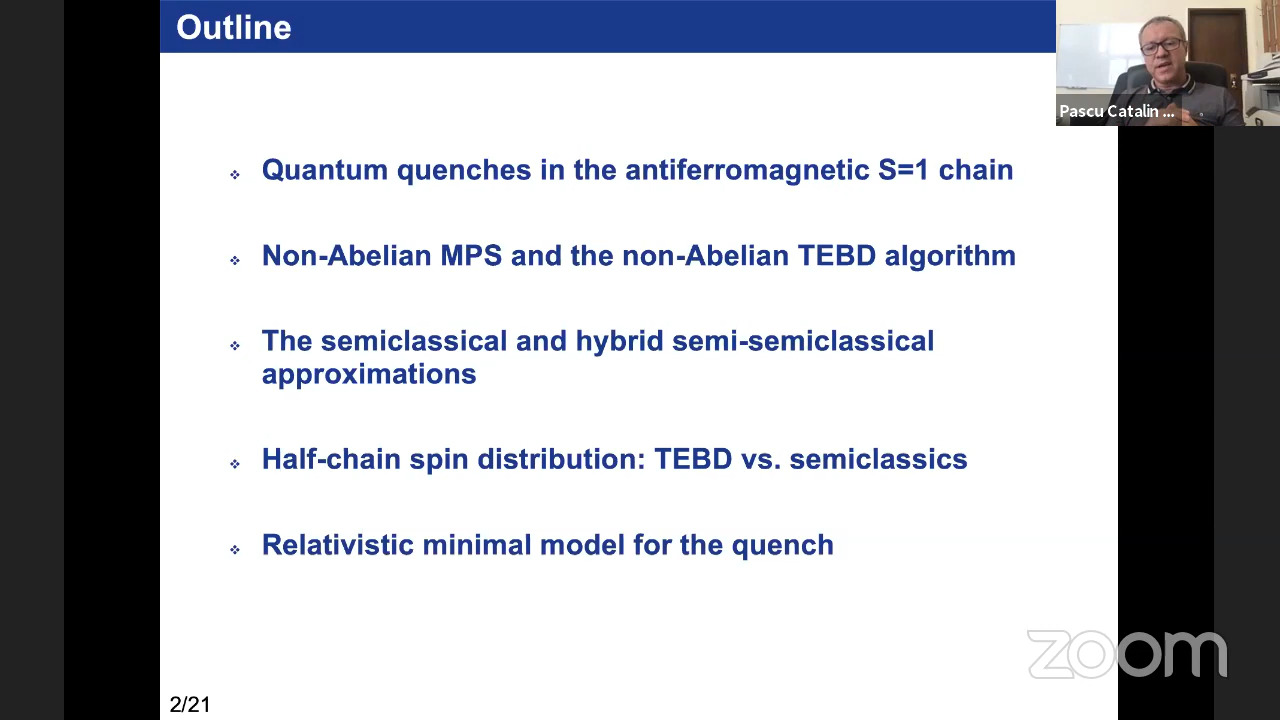 Outline
Pascu Catalin ...
Quantum quenches in the antiferromagnetic S=1 chain
Non-Abelian MPS and the non-Abelian TEBD algorithm
The semiclassical and hybrid semi-semiclassical
approximations
Half-chain spin distribution: TEBD vs. semiclassics
Relativistic minimal model for the quench
zoom
2/21